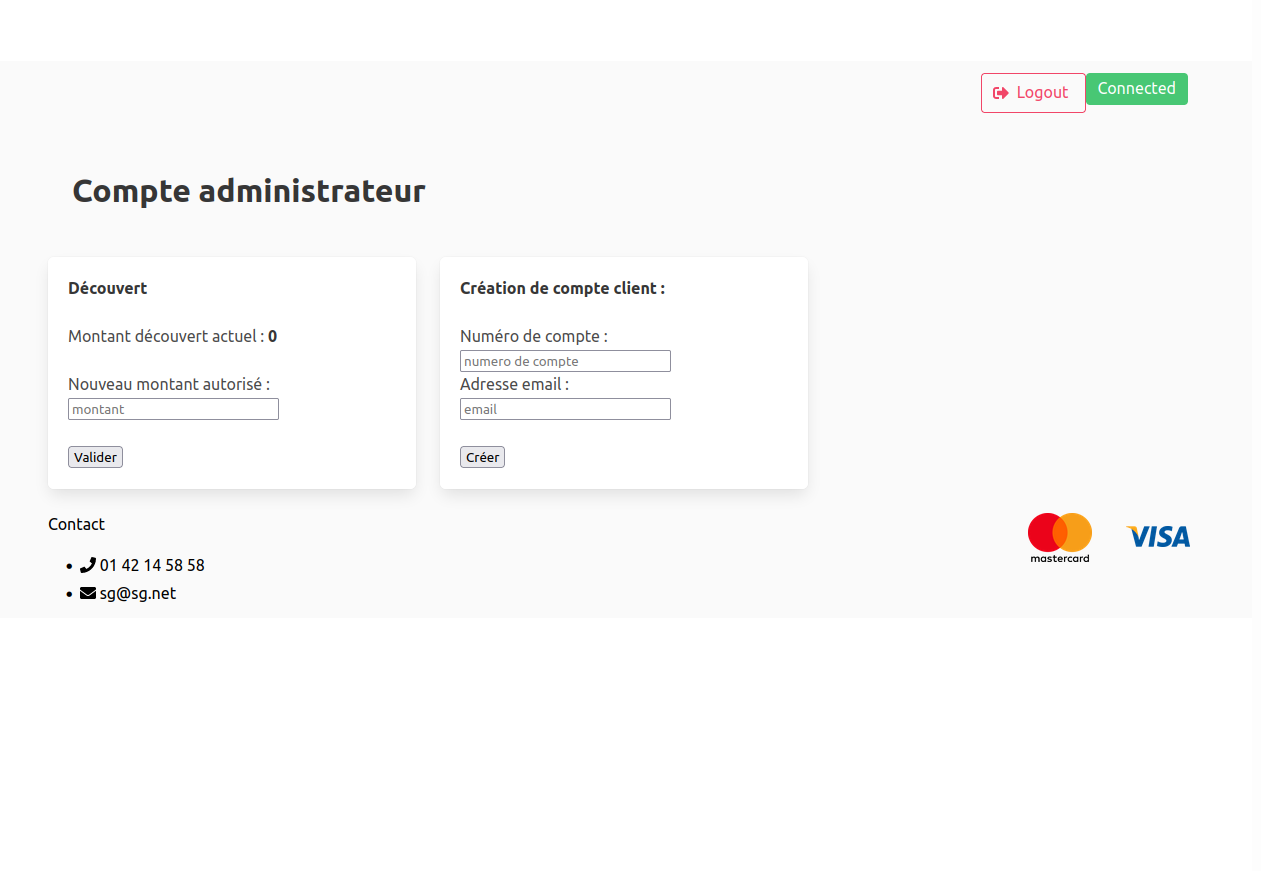 Logout
Connected
Compte administrateur
Découvert
Montant découvert actuel : 0
Nouveau montant autorisé :
montant
Valider
Création de compte client :
Numéro de compte :
numero de compte
Adresse email :
email
Créer
Contact
01 42 14 58 58
sg@sg.net
mastercard
VISA